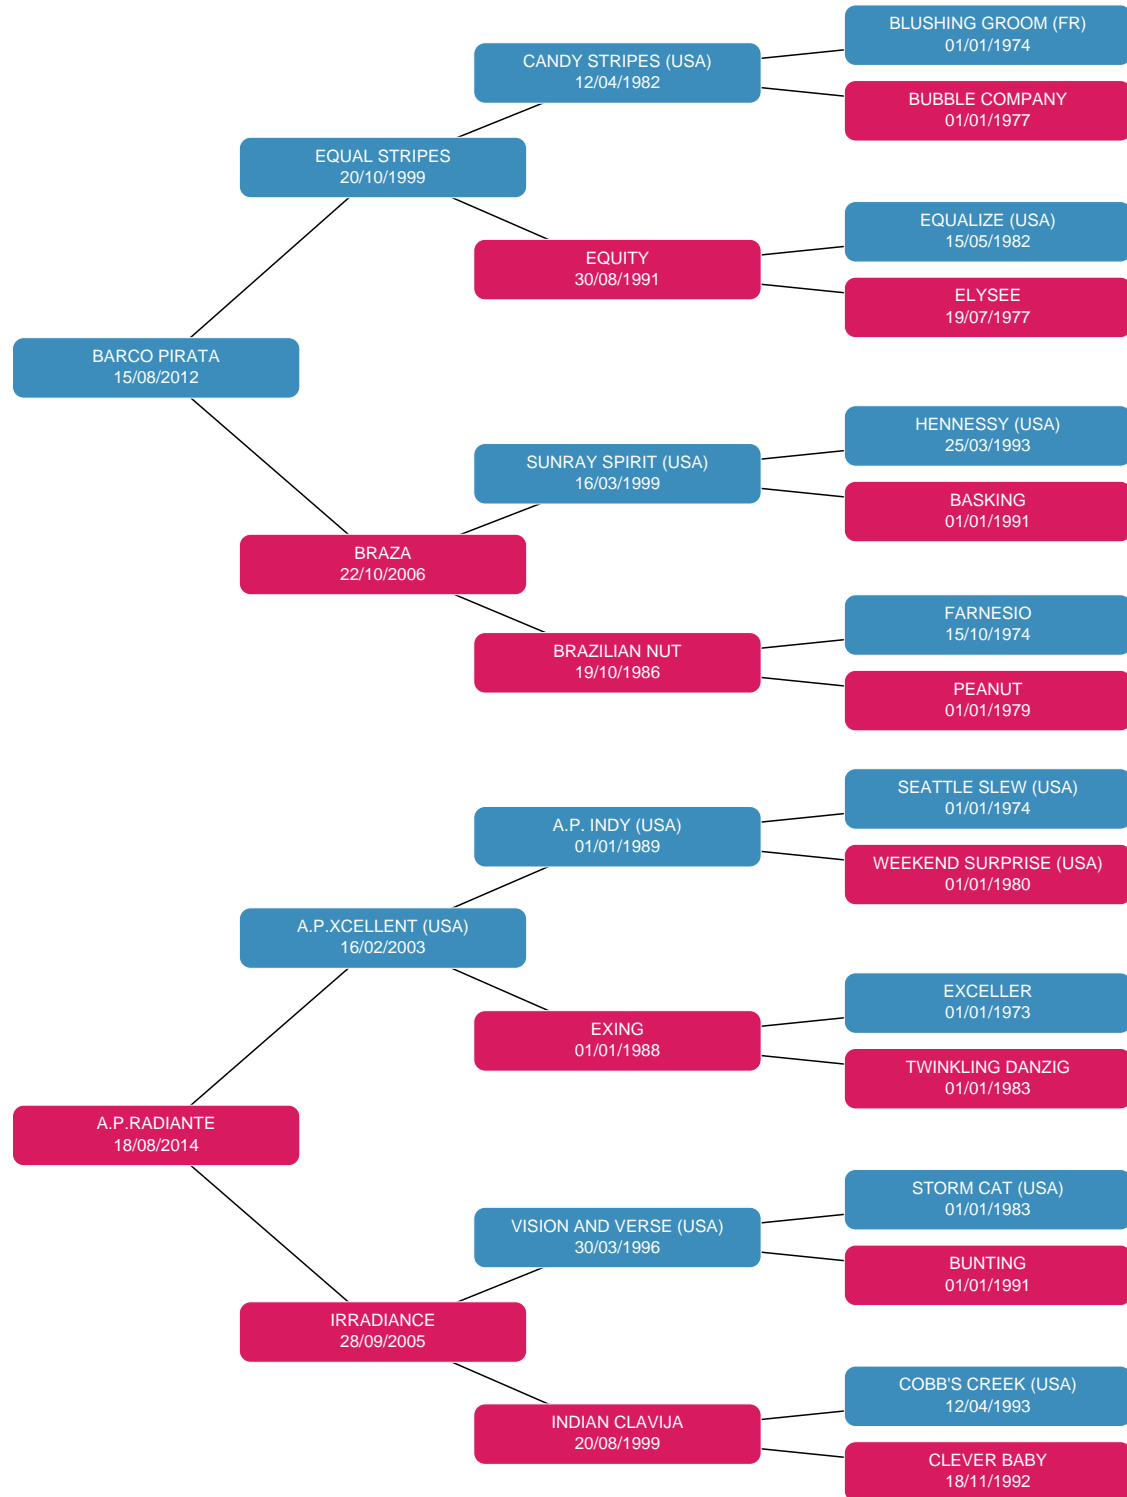 BLUSHING GROOM (FR)
01/01/1974
CANDY STRIPES (USA)
12/04/1982
BUBBLE COMPANY
01/01/1977
EQUAL STRIPES
20/10/1999
EQUALIZE (USA)
15/05/1982
EQUITY
30/08/1991
ELYSEE
19/07/1977
BARCO PIRATA
15/08/2012
HENNESSY (USA)
25/03/1993
SUNRAY SPIRIT (USA)
16/03/1999
BASKING
01/01/1991
BRAZA
22/10/2006
FARNESIO
15/10/1974
BRAZILIAN NUT
19/10/1986
PEANUT
01/01/1979
SEATTLE SLEW (USA)
01/01/1974
A.P. INDY (USA)
01/01/1989
WEEKEND SURPRISE (USA)
01/01/1980
A.P.XCELLENT (USA)
16/02/2003
EXCELLER
01/01/1973
EXING
01/01/1988
TWINKLING DANZIG
01/01/1983
A.P.RADIANTE
18/08/2014
STORM CAT (USA)
01/01/1983
VISION AND VERSE (USA)
30/03/1996
BUNTING
01/01/1991
IRRADIANCE
28/09/2005
COBB'S CREEK (USA)
12/04/1993
INDIAN CLAVIJA
20/08/1999
CLEVER BABY
18/11/1992